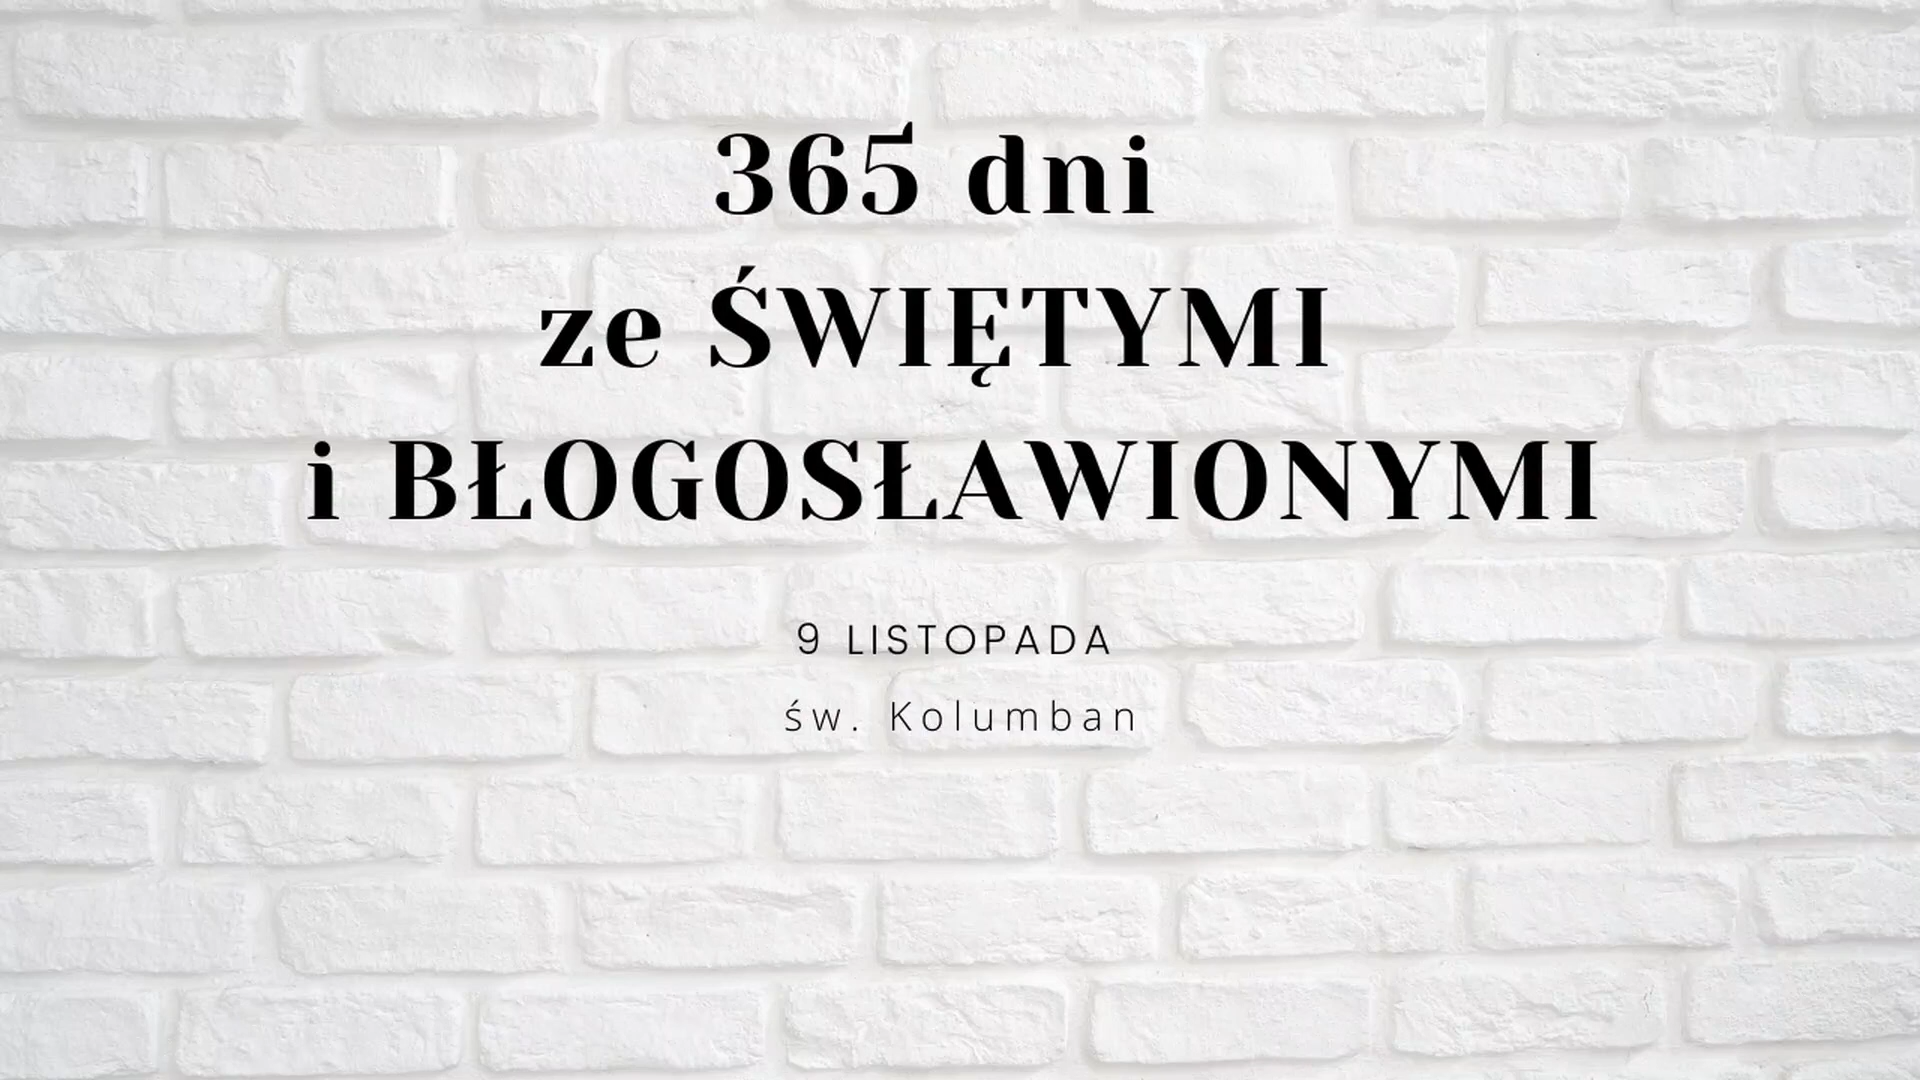 365 dni
ze ŚWIĘTYMI
i BŁOGOSŁAWIONYMI
9 LISTOPADA
św. Kolumban